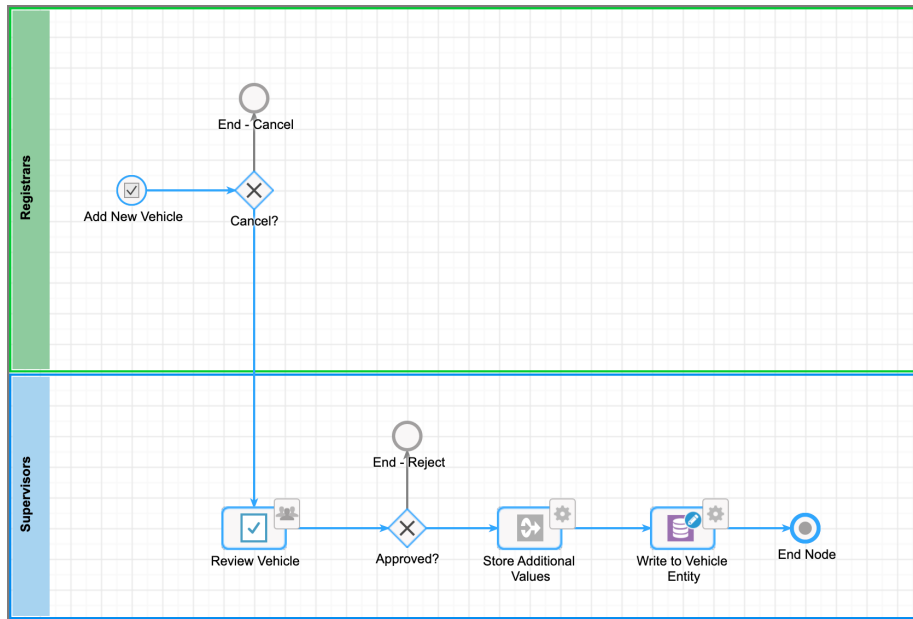 Registrars
End - Cancel
Add New Vehicle
Cancel?
Supervisors
End - Reject
Review Vehicle
Approved?
Store Additional
Values
Write to Vehicle
Entity
End Node